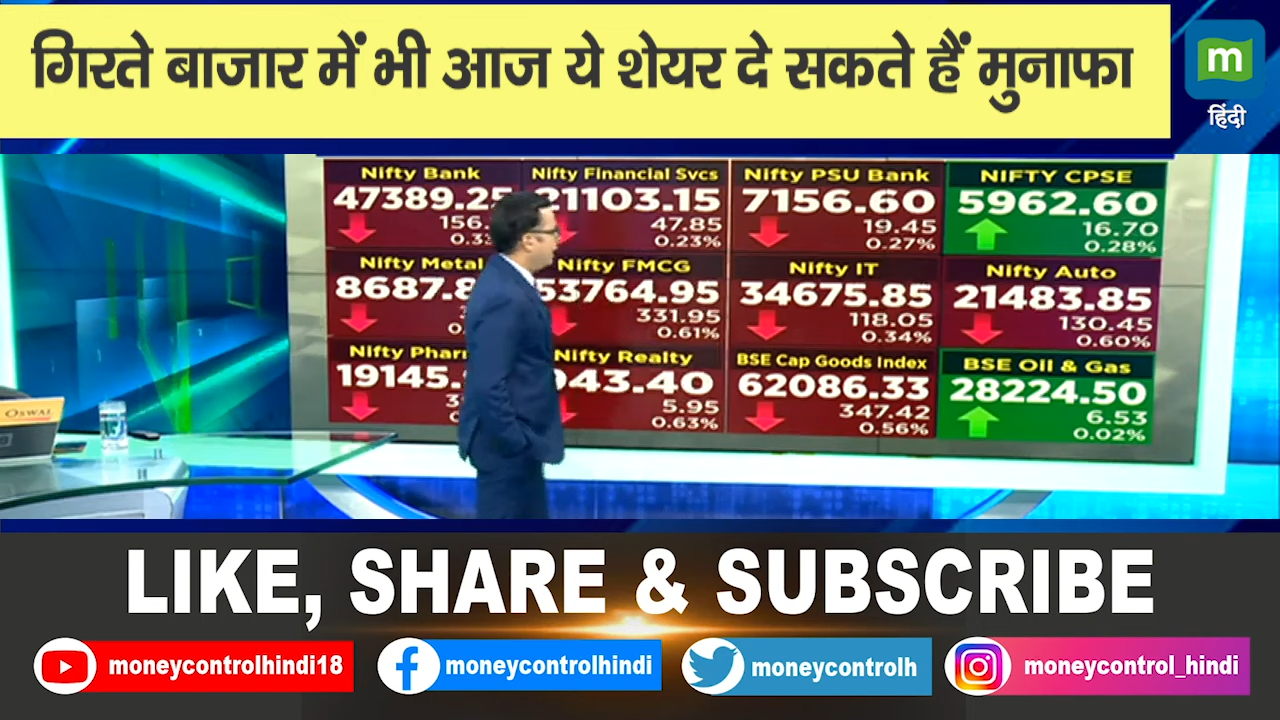 गिरते बाजार में भी आज ये शेयर दे सकते हैं मुनाफा
m
हिंदी
Nifty Bank
47389.25
0.33
Nifty Financial Svcs
21103.15
47.85
0.23%
Nifty PSU Bank
7156.60
19.45
0.27%
NIFTY CPSE
5962.60
16.70
0.28%
Nifty Metal
Nifty FMCG
53764.95
331.95
0.61%
Nifty IT
34675.85
118.05
0.34%
Nifty Auto
21483.85
130.45
0.60%
Nifty Realty
5.95
0.63%
BSE Cap Goods Index
62086.33
347.42
0.56%
BSE Oil & Gas
28224.50
6.53
0.02%
OSWAL
LIKE, SHARE & SUBSCRIBE
moneycontrolhindi18
moneycontrolhindi
moneycontrolh
moneycontrol_hindi